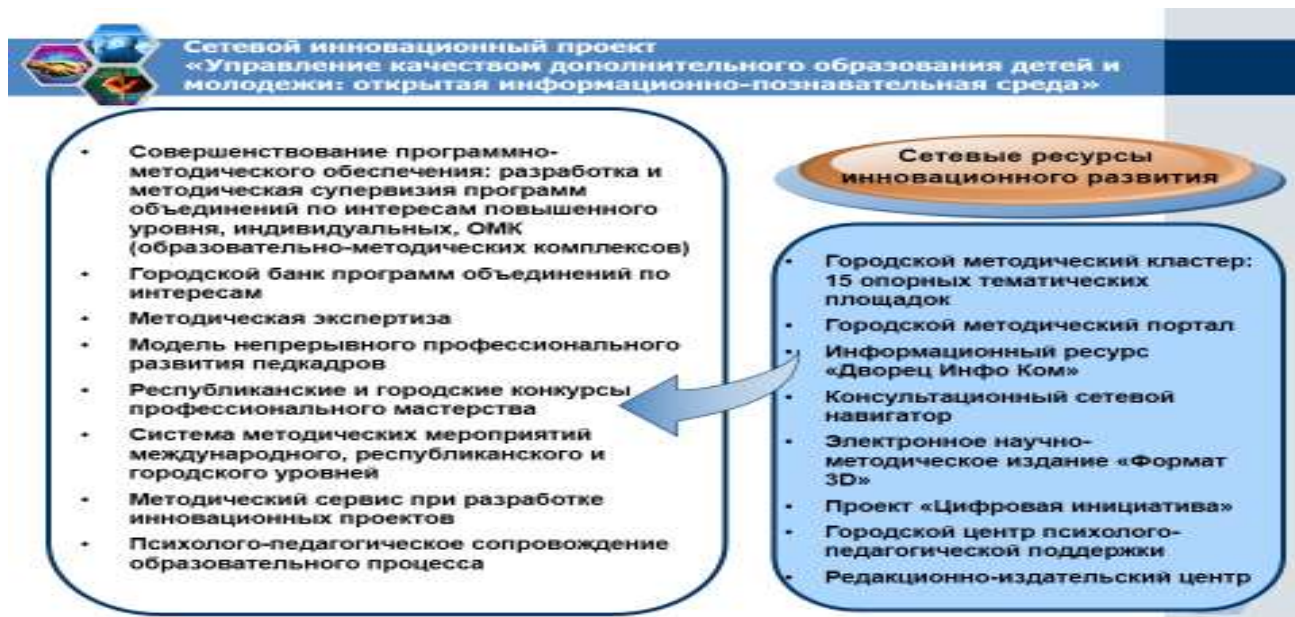 Сетевой инновационный проект
«Управление качеством дополнительного образования детей и
молодежи: открытая информационно-познавательная среда»
• Совершенствование программно-
методического обеспечения: разработка и
методическая супервизия программ
объединений по интересам повышенного
уровня, индивидуальных, ОМК
(образовательно-методических комплексов)
• Городской банк программ объединений по
интересам
• Методическая экспертиза
• Модель непрерывного профессионального
развития педкадров
• Республиканские и городские конкурсы
профессионального мастерства
• Система методических мероприятий
международного, республиканского и
городского уровней
• Методический сервис при разработке
инновационных проектов
• Психолого-педагогическое сопровождение
образовательного процесса
Сетевые ресурсы
инновационного развития
• Городской методический кластер:
15 опорных тематических
площадок
• Городской методический портал
• Информационный ресурс
«Дворец Инфо Ком»
• Консультационный сетевой
навигатор
• Электронное научно-
методическое издание «Формат
3D»
• Проект «Цифровая инициатива»
• Городской центр психолого-
педагогической поддержки
• Редакционно-издательский центр